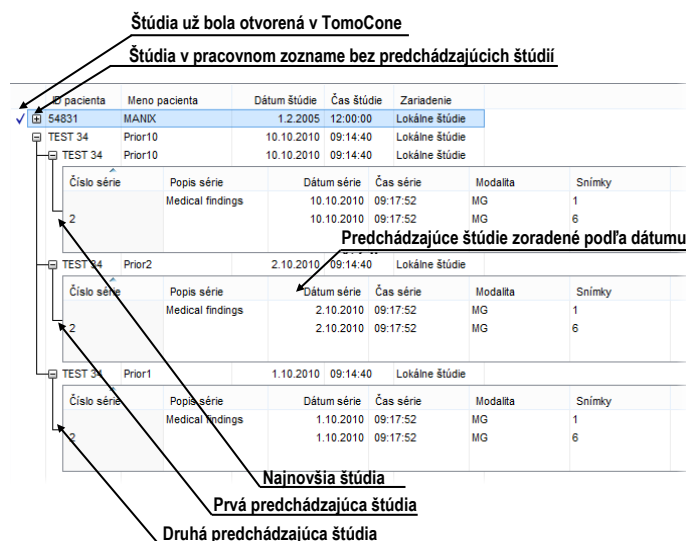 Štúdia už bola otvorená v TomoCone
Štúdia v pracovnom zozname bez predchádzajúcich štúdií
ID pacienta Meno pacienta Dátum štúdie Čas štúdie Zariadenie
54831 MANIX 1.2.2005 12:00:00 Lokálne štúdie
TEST 34 Prior10 10.10.2010 09:14:40 Lokálne štúdie
TEST 34 Prior10 10.10.2010 09:14:40 Lokálne štúdie
Číslo série Popis série Dátum série Čas série Modalita Snímky
Medical findings 10.10.2010 09:17:52 MG 1
2 10.10.2010 09:17:52 MG 6
Predchádzajúce štúdie zoradené podľa dátumu
TEST 34 Prior2 2.10.2010 09:14:40 Lokálne štúdie
Číslo série Popis série Dátum série Čas série Modalita Snímky
Medical findings 2.10.2010 09:17:52 MG 1
2 2.10.2010 09:17:52 MG 6
TEST 34 Prior1 1.10.2010 09:14:40 Lokálne štúdie
Číslo série Popis série Dátum série Čas série Modalita Snímky
Medical findings 1.10.2010 09:17:52 MG 1
2 1.10.2010 09:17:52 MG 6
Najnovšia štúdia
Prvá predchádzajúca štúdia
Druhá predchádzajúca štúdia